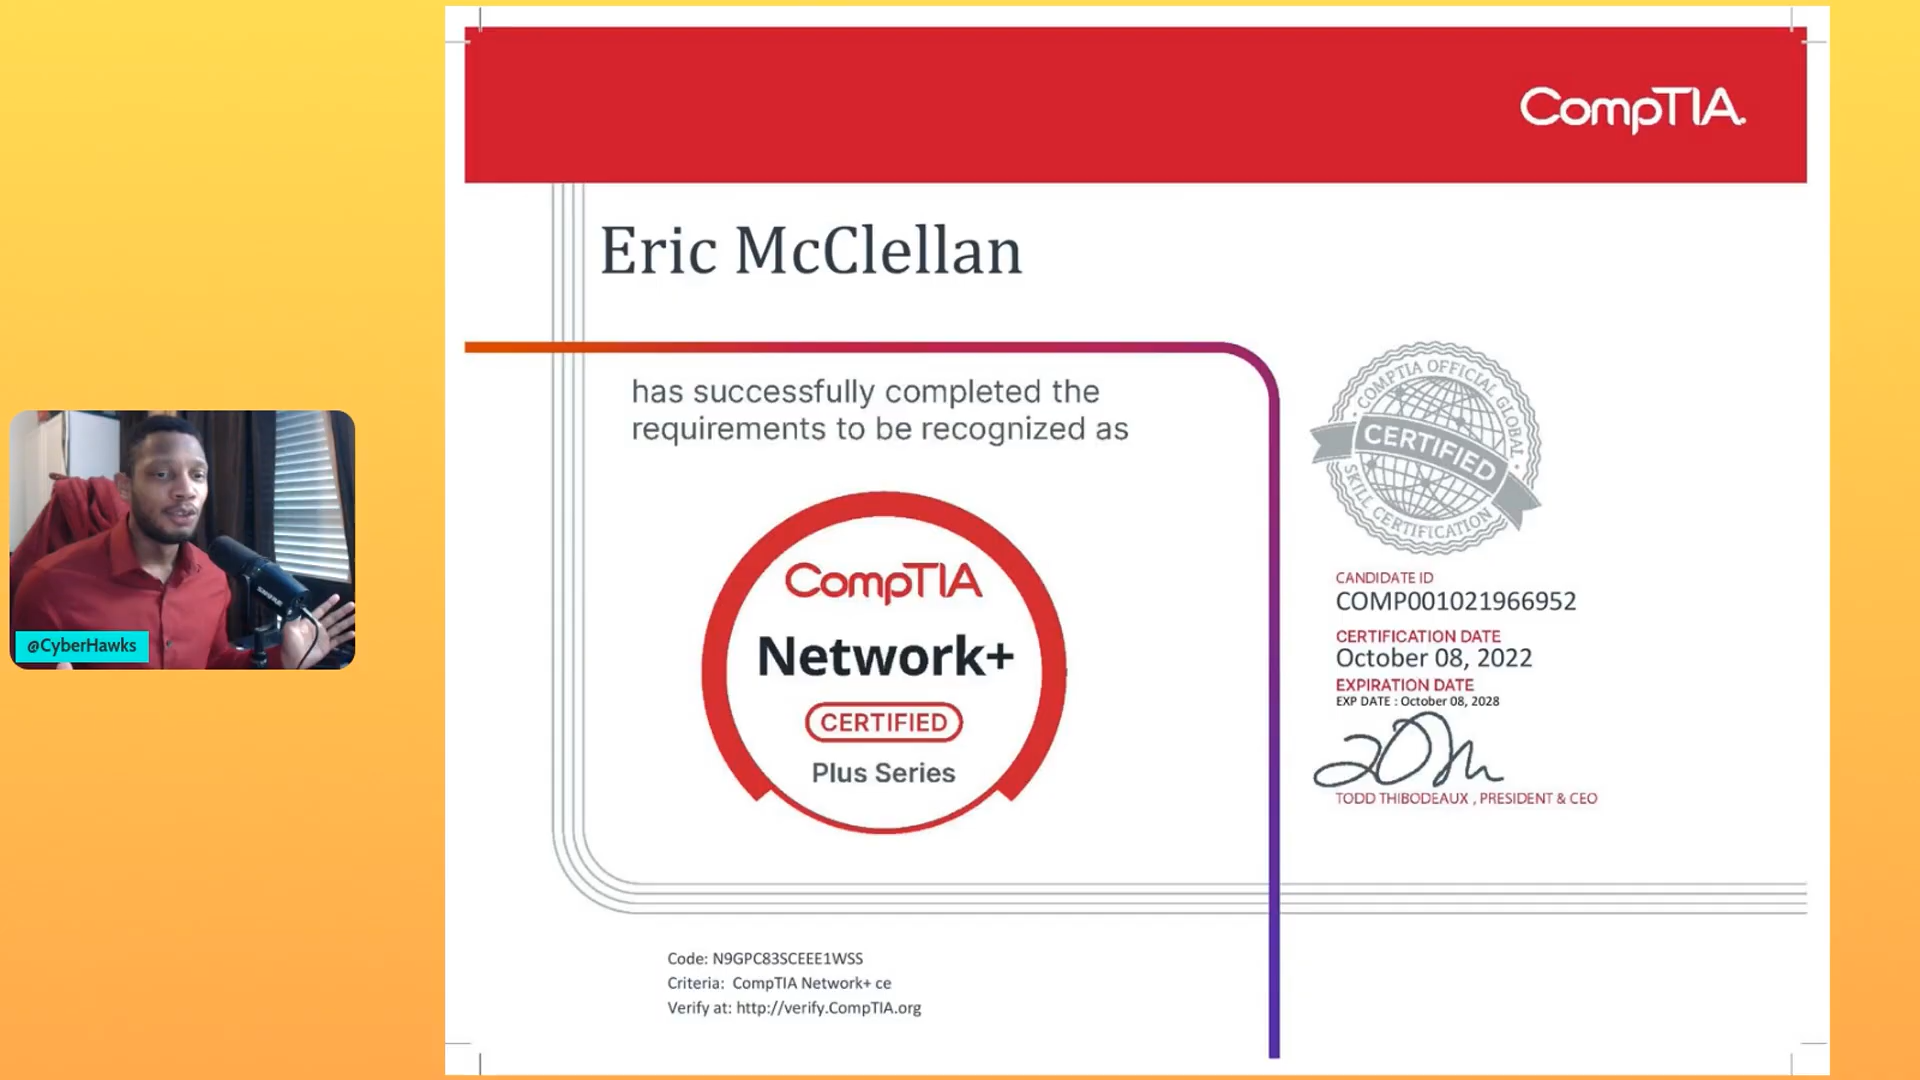 CompTIA.
Eric McClellan
has successfully completed the
requirements to be recognized as
COMPTIA OFFICIAL GLOBAL
CERTIFIED
SKILL CERTIFICATION
CompTIA
Network+
CERTIFIED
Plus Series
CANDIDATE ID
COMP001021966952
CERTIFICATION DATE
October 08, 2022
EXPIRATION DATE
EXP DATE : October 08, 2028
TODD THIBODEAUX , PRESIDENT & CEO
@CyberHawks
Code: N9GPC83SCEEE1WSS
Criteria: CompTIA Network+ ce
Verify at: http://verify.CompTIA.org